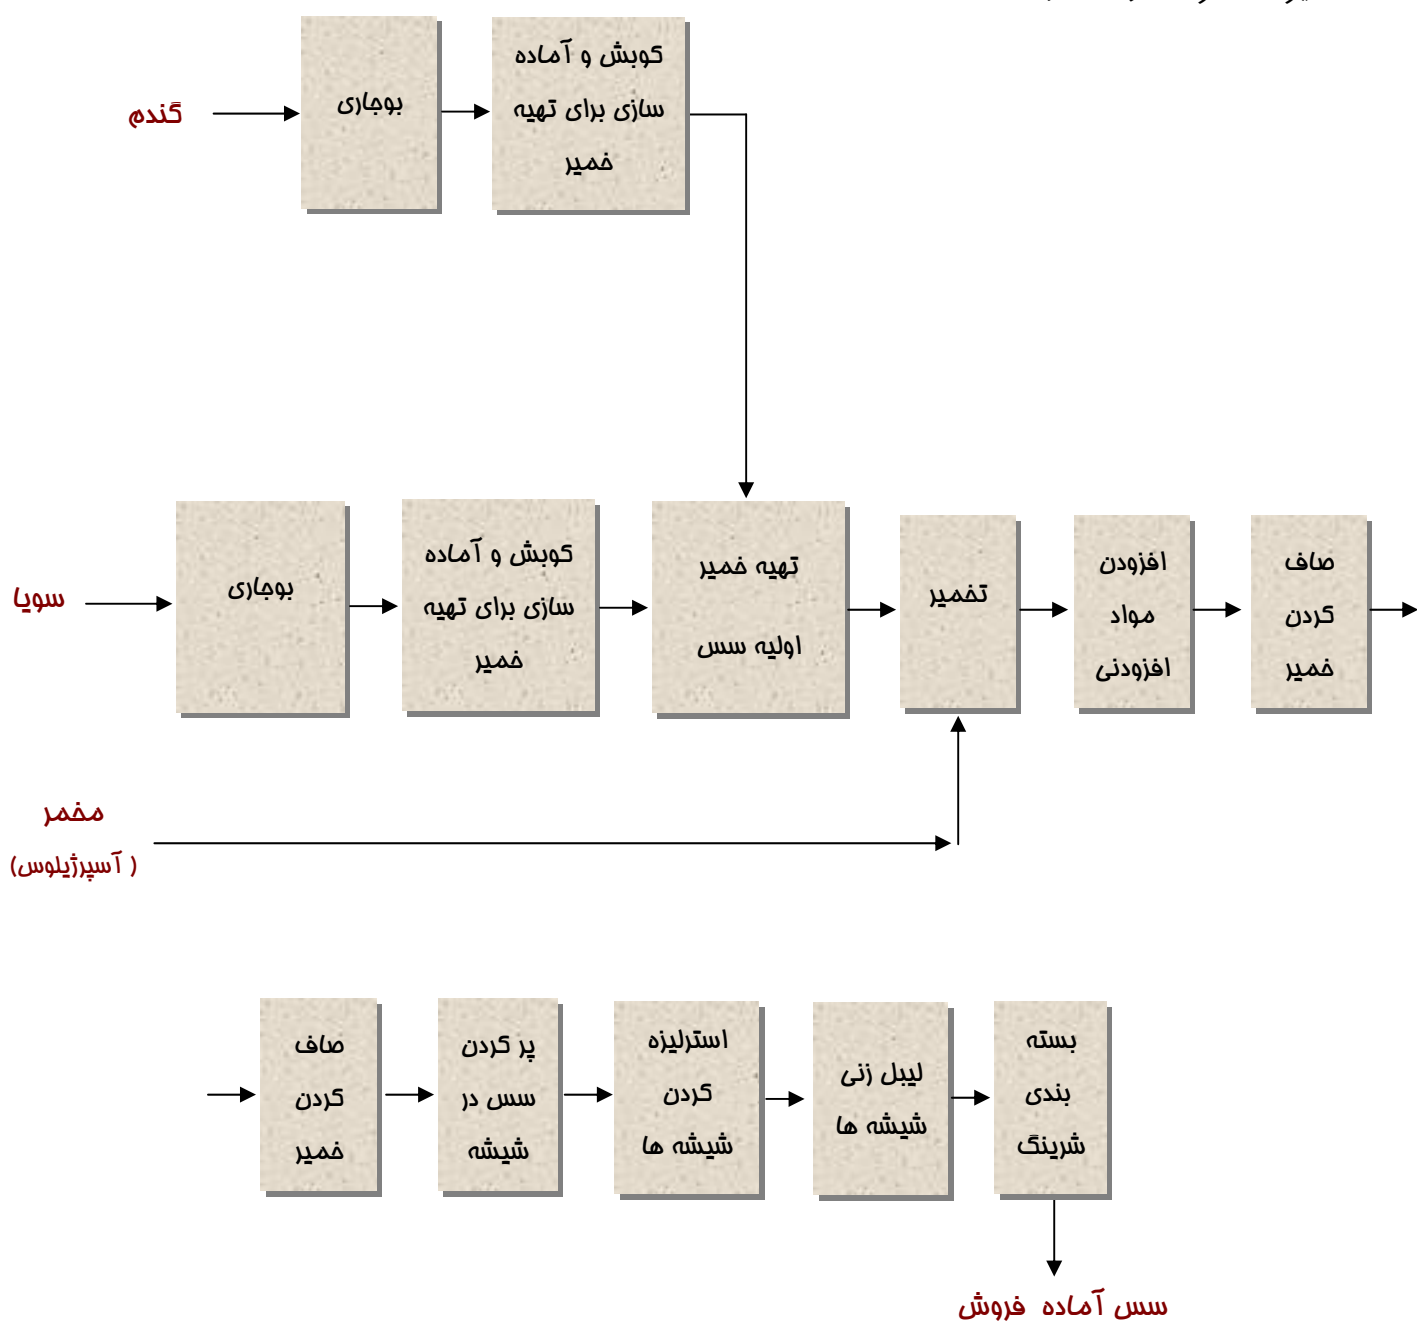 گندم
بوجاری
کوبش و آماده
سازی برای تهیه
خمیر
سویا
بوجاری
کوبش و آماده
سازی برای تهیه
خمیر
تهیه خمیر
اولیه سس
تخمیر
افزودن
مواد
افزودنی
صاف
کردن
خمیر
مخمر
( آسپرژیلوس)
صاف
کردن
خمیر
پر کردن
سس در
شیشه
استرلیزه
کردن
شیشه ها
لیبل زنی
شیشه ها
بسته
بندی
شرینگ
سس آماده فروش